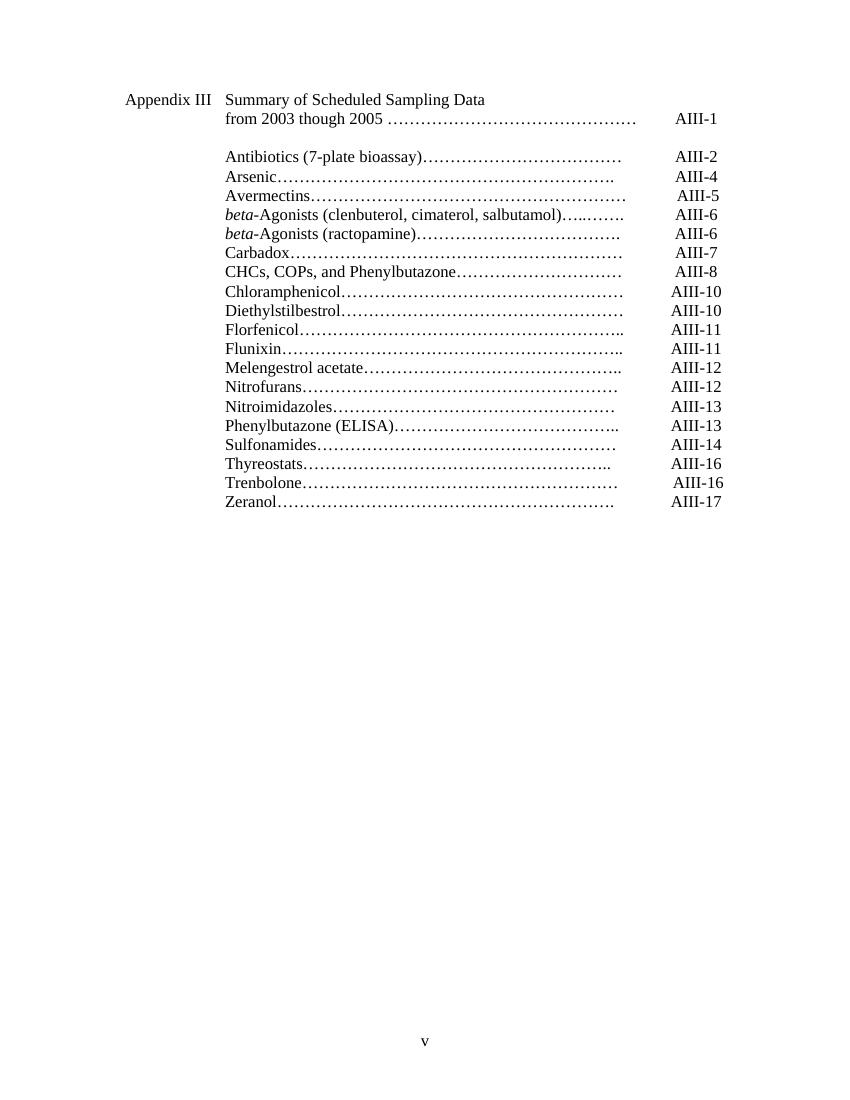 Appendix III Summary of Scheduled Sampling Data
from 2003 though 2005 ……………………………………… AIII-1
Antibiotics (7-plate bioassay)……………………………… AIII-2
Arsenic……………………………………………………. AIII-4
Avermectins………………………………………………… AIII-5
beta-Agonists (clenbuterol, cimaterol, salbutamol)…..……. AIII-6
beta-Agonists (ractopamine)………………………………. AIII-6
Carbadox…………………………………………………… AIII-7
CHCs, COPs, and Phenylbutazone………………………… AIII-8
Chloramphenicol…………………………………………… AIII-10
Diethylstilbestrol…………………………………………… AIII-10
Florfenicol………………………………………………….. AIII-11
Flunixin…………………………………………………….. AIII-11
Melengestrol acetate……………………………………….. AIII-12
Nitrofurans………………………………………………… AIII-12
Nitroimidazoles…………………………………………… AIII-13
Phenylbutazone (ELISA)………………………………….. AIII-13
Sulfonamides……………………………………………… AIII-14
Thyreostats……………………………………………….. AIII-16
Trenbolone………………………………………………… AIII-16
Zeranol……………………………………………………. AIII-17
v